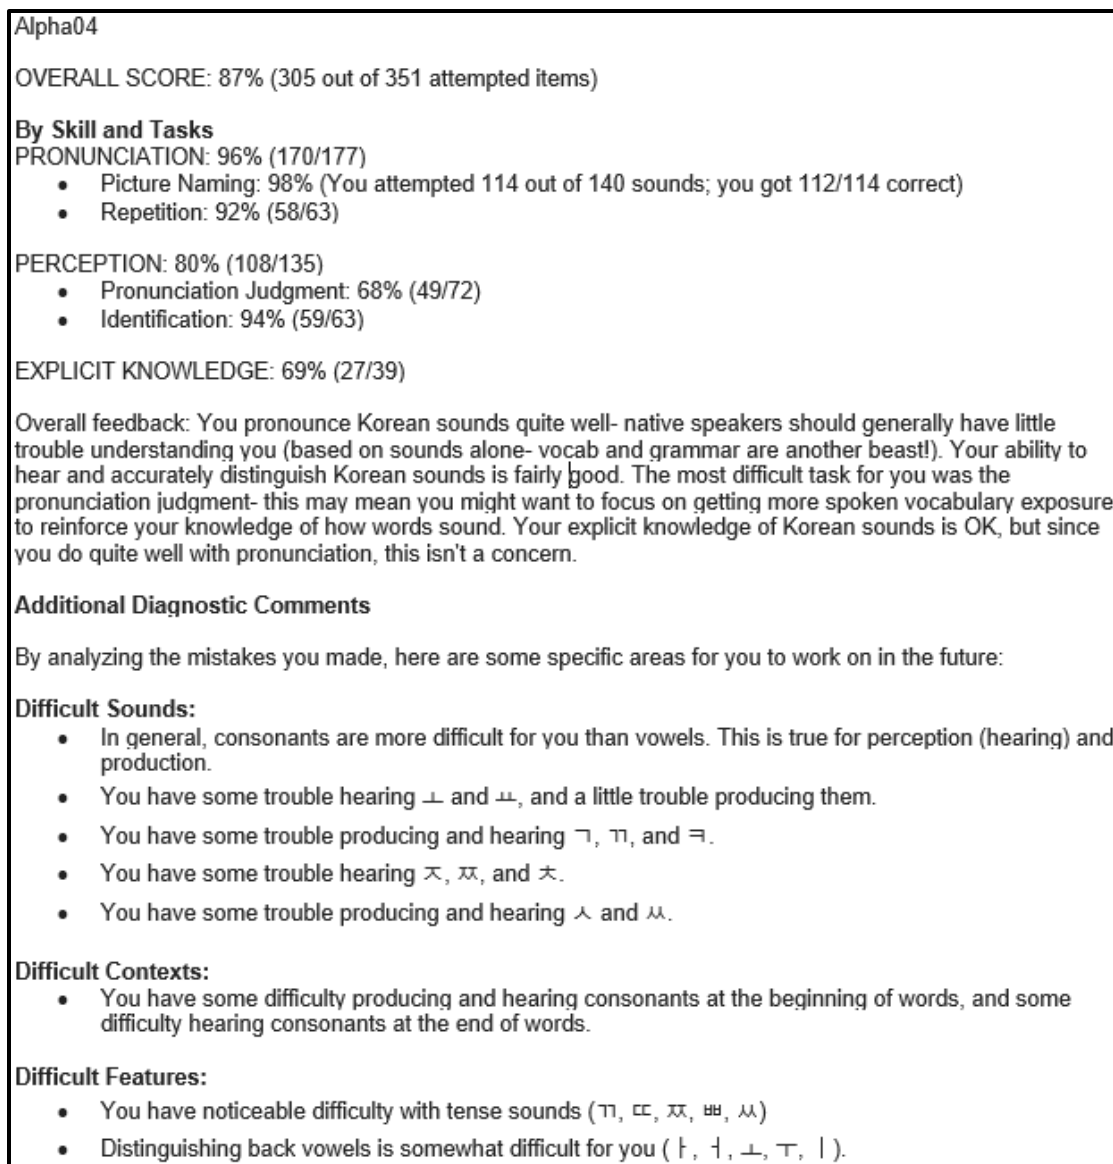 Alpha04
OVERALL SCORE: 87% (305 out of 351 attempted items)
By Skill and Tasks
PRONUNCIATION: 96% (170/177)
• Picture Naming: 98% (You attempted 114 out of 140 sounds; you got 112/114 correct)
• Repetition: 92% (58/63)
PERCEPTION: 80% (108/135)
• Pronunciation Judgment: 68% (49/72)
• Identification: 94% (59/63)
EXPLICIT KNOWLEDGE: 69% (27/39)
Overall feedback: You pronounce Korean sounds quite well- native speakers should generally have little
trouble understanding you (based on sounds alone- vocab and grammar are another beast!). Your ability to
hear and accurately distinguish Korean sounds is fairly good. The most difficult task for you was the
pronunciation judgment- this may mean you might want to focus on getting more spoken vocabulary exposure
to reinforce your knowledge of how words sound. Your explicit knowledge of Korean sounds is OK, but since
you do quite well with pronunciation, this isn't a concern.
Additional Diagnostic Comments
By analyzing the mistakes you made, here are some specific areas for you to work on in the future:
Difficult Sounds:
• In general, consonants are more difficult for you than vowels. This is true for perception (hearing) and
production.
• You have some trouble hearing ㅗ and ㅛ, and a little trouble producing them.
• You have some trouble producing and hearing ㄱ, ㄲ, and ㅋ.
• You have some trouble hearing ㅈ, ㅉ, and ㅊ.
• You have some trouble producing and hearing ㅅ and ㅆ.
Difficult Contexts:
• You have some difficulty producing and hearing consonants at the beginning of words, and some
difficulty hearing consonants at the end of words.
Difficult Features:
• You have noticeable difficulty with tense sounds (ㄲ, ㄸ, ㅉ, ㅃ, ㅆ)
• Distinguishing back vowels is somewhat difficult for you (ㅏ, ㅓ, ㅗ, ㅜ, ㅣ).